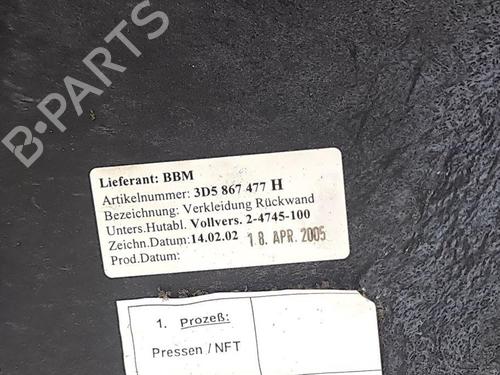 B-PARTS
Lieferant: BBM
Artikelnummer: 3D5 867 477 H
Bezeichnung: Verkleidung Rückwand
Unters.Hutabl. Vollvers. 2-4745-100
Zeichn.Datum: 14.02.02 18. APR. 2005
Prod.Datum:
1. Prozeß:
Pressen / NFT